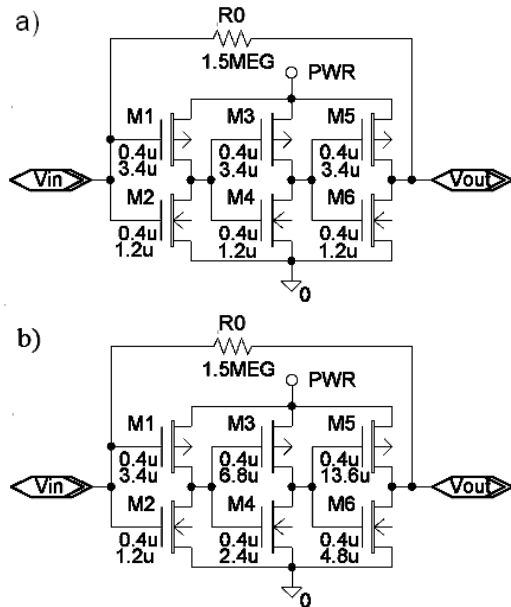 a)
R0
1.5MEG
PWR
M1 M3 M5
0.4u 0.4u 0.4u
3.4u 3.4u 3.4u
Vin Vout
M2 M4 M6
0.4u 0.4u 0.4u
1.2u 1.2u 1.2u
0
b)
R0
1.5MEG
PWR
M1 M3 M5
0.4u 0.4u 0.4u
3.4u 6.8u 13.6u
Vin Vout
M2 M4 M6
0.4u 0.4u 0.4u
1.2u 2.4u 4.8u
0